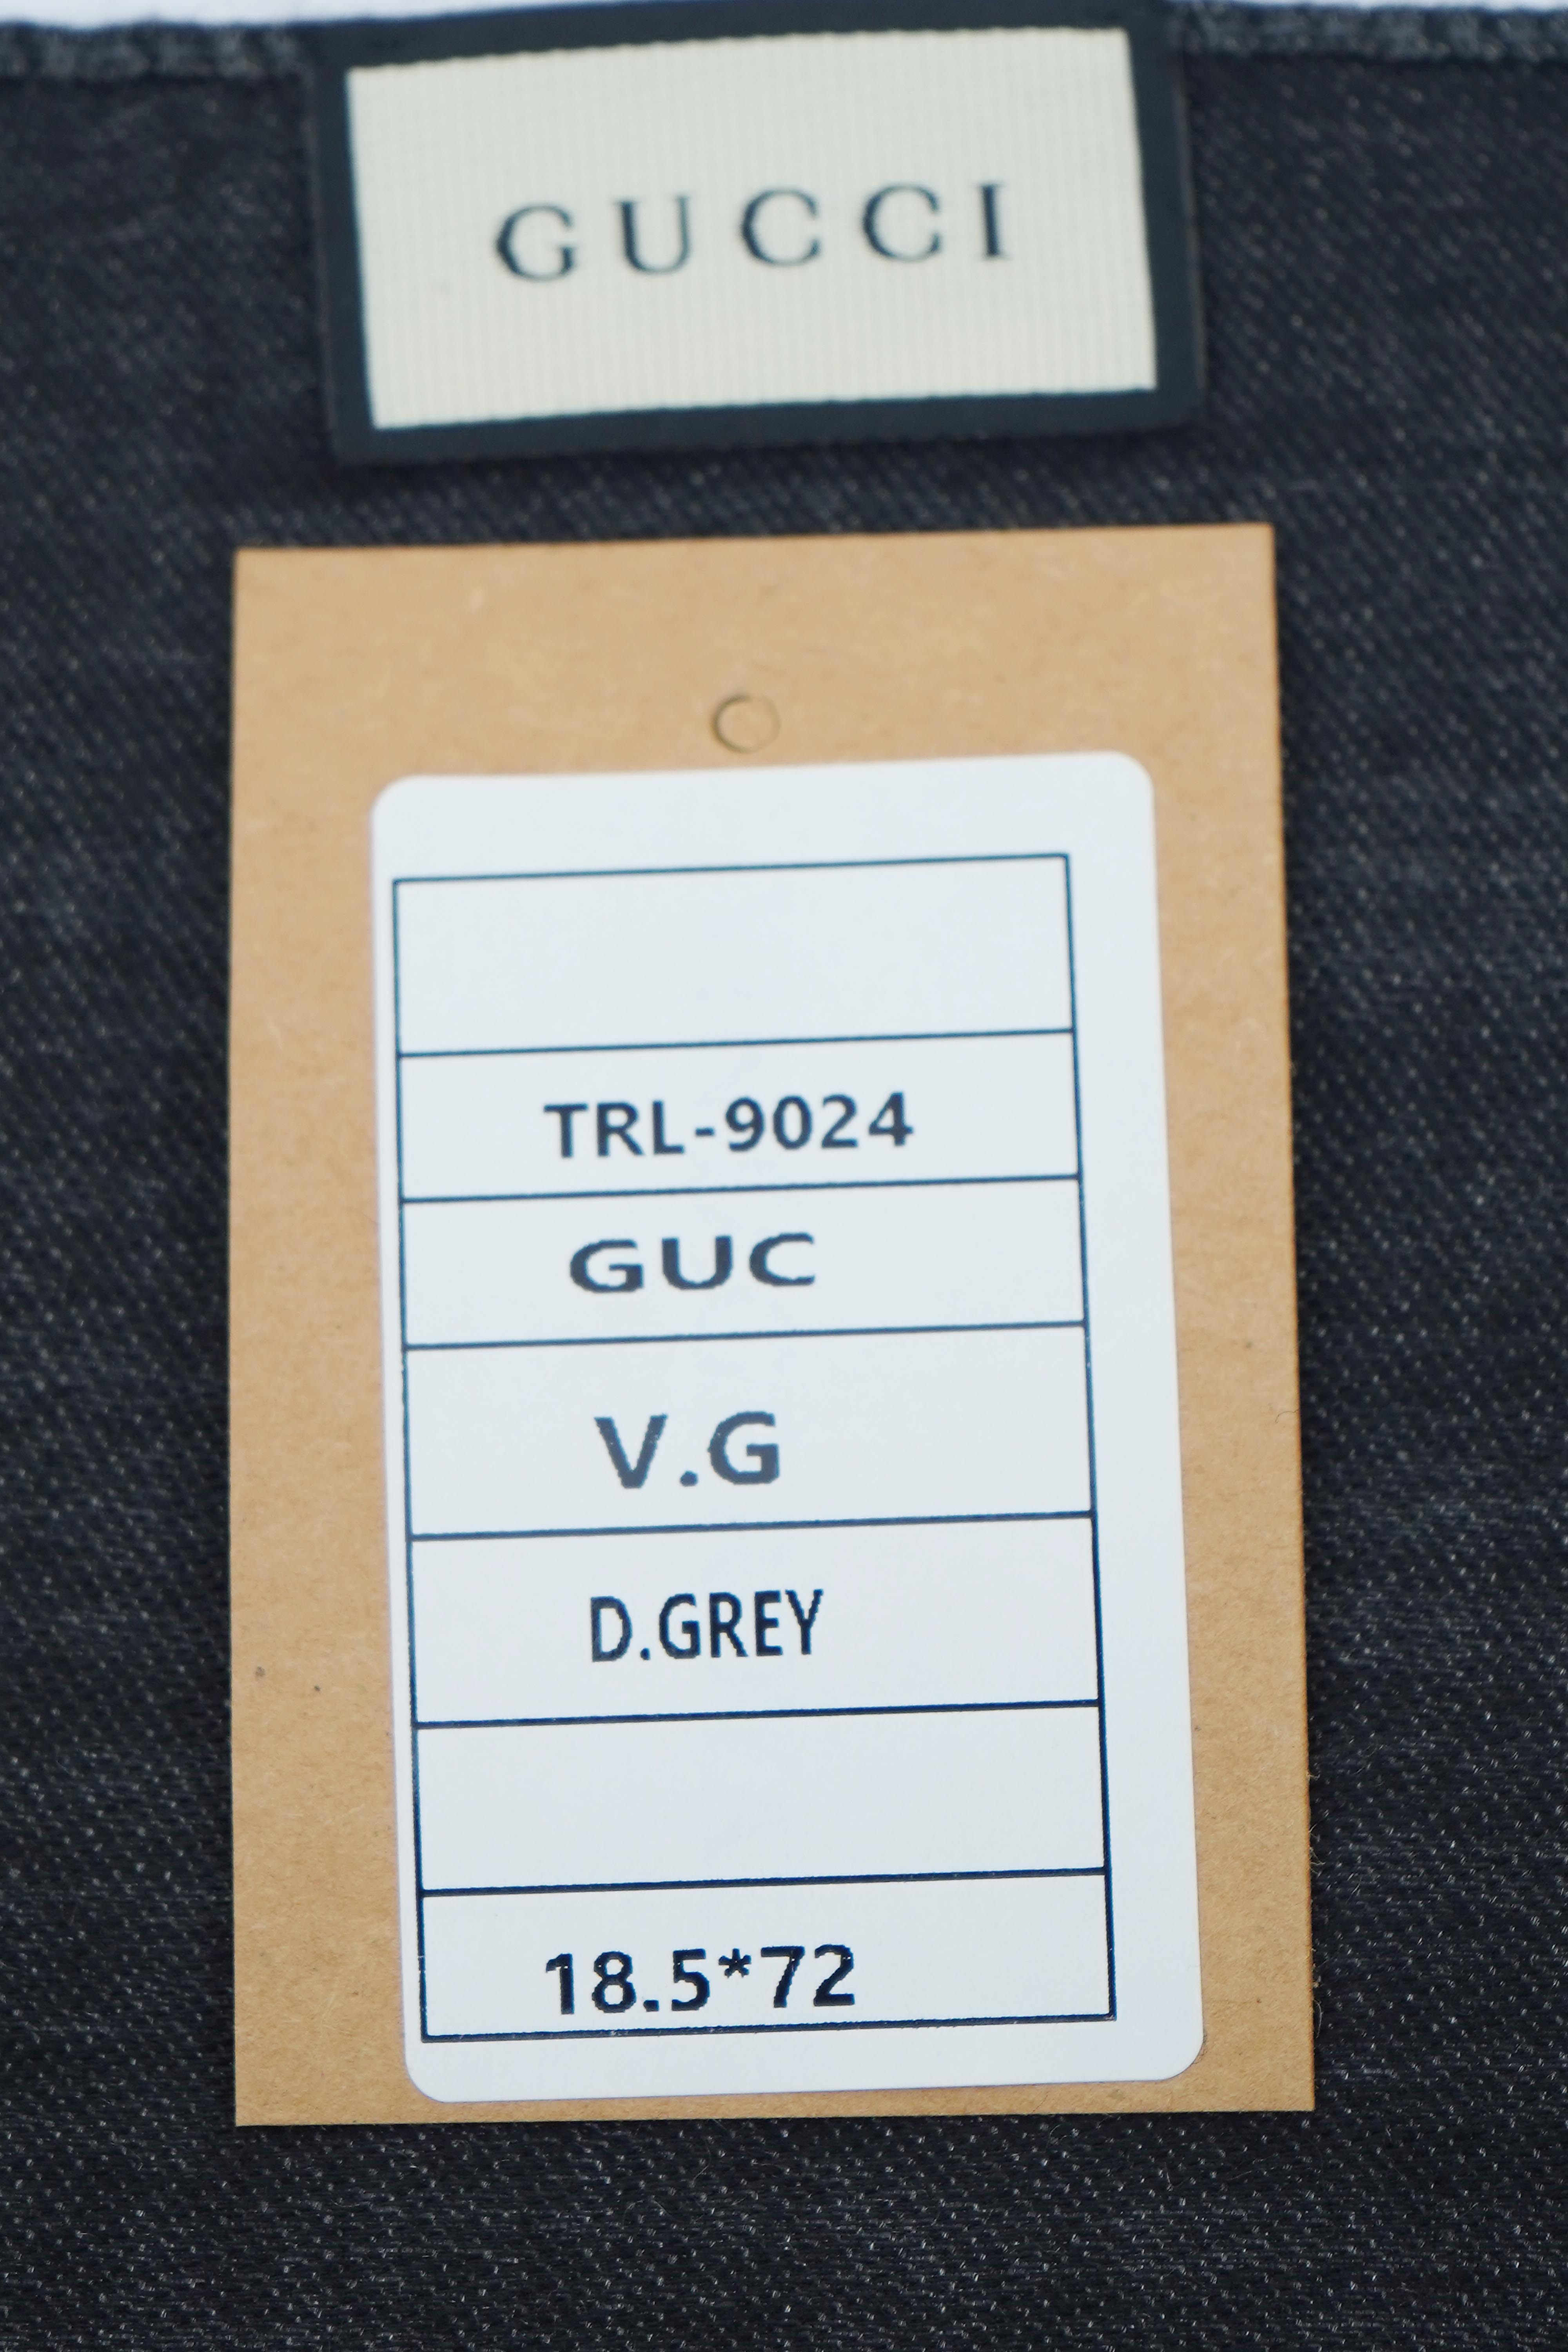 GUCCI
TRL-9024
GUC
V.G
D.GREY
18.5*72